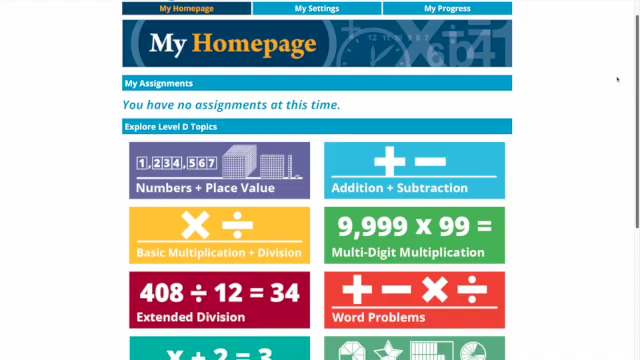 My Homepage
My Settings
My Progress
My Homepage
My Assignments
You have no assignments at this time.
Explore Level D Topics
1,234,567
Numbers + Place Value
+ −
Addition + Subtraction
× ÷
Basic Multiplication + Division
9,999 x 99 =
Multi-Digit Multiplication
408 ÷ 12 = 34
Extended Division
+ − × ÷
Word Problems
x + 2 = 3